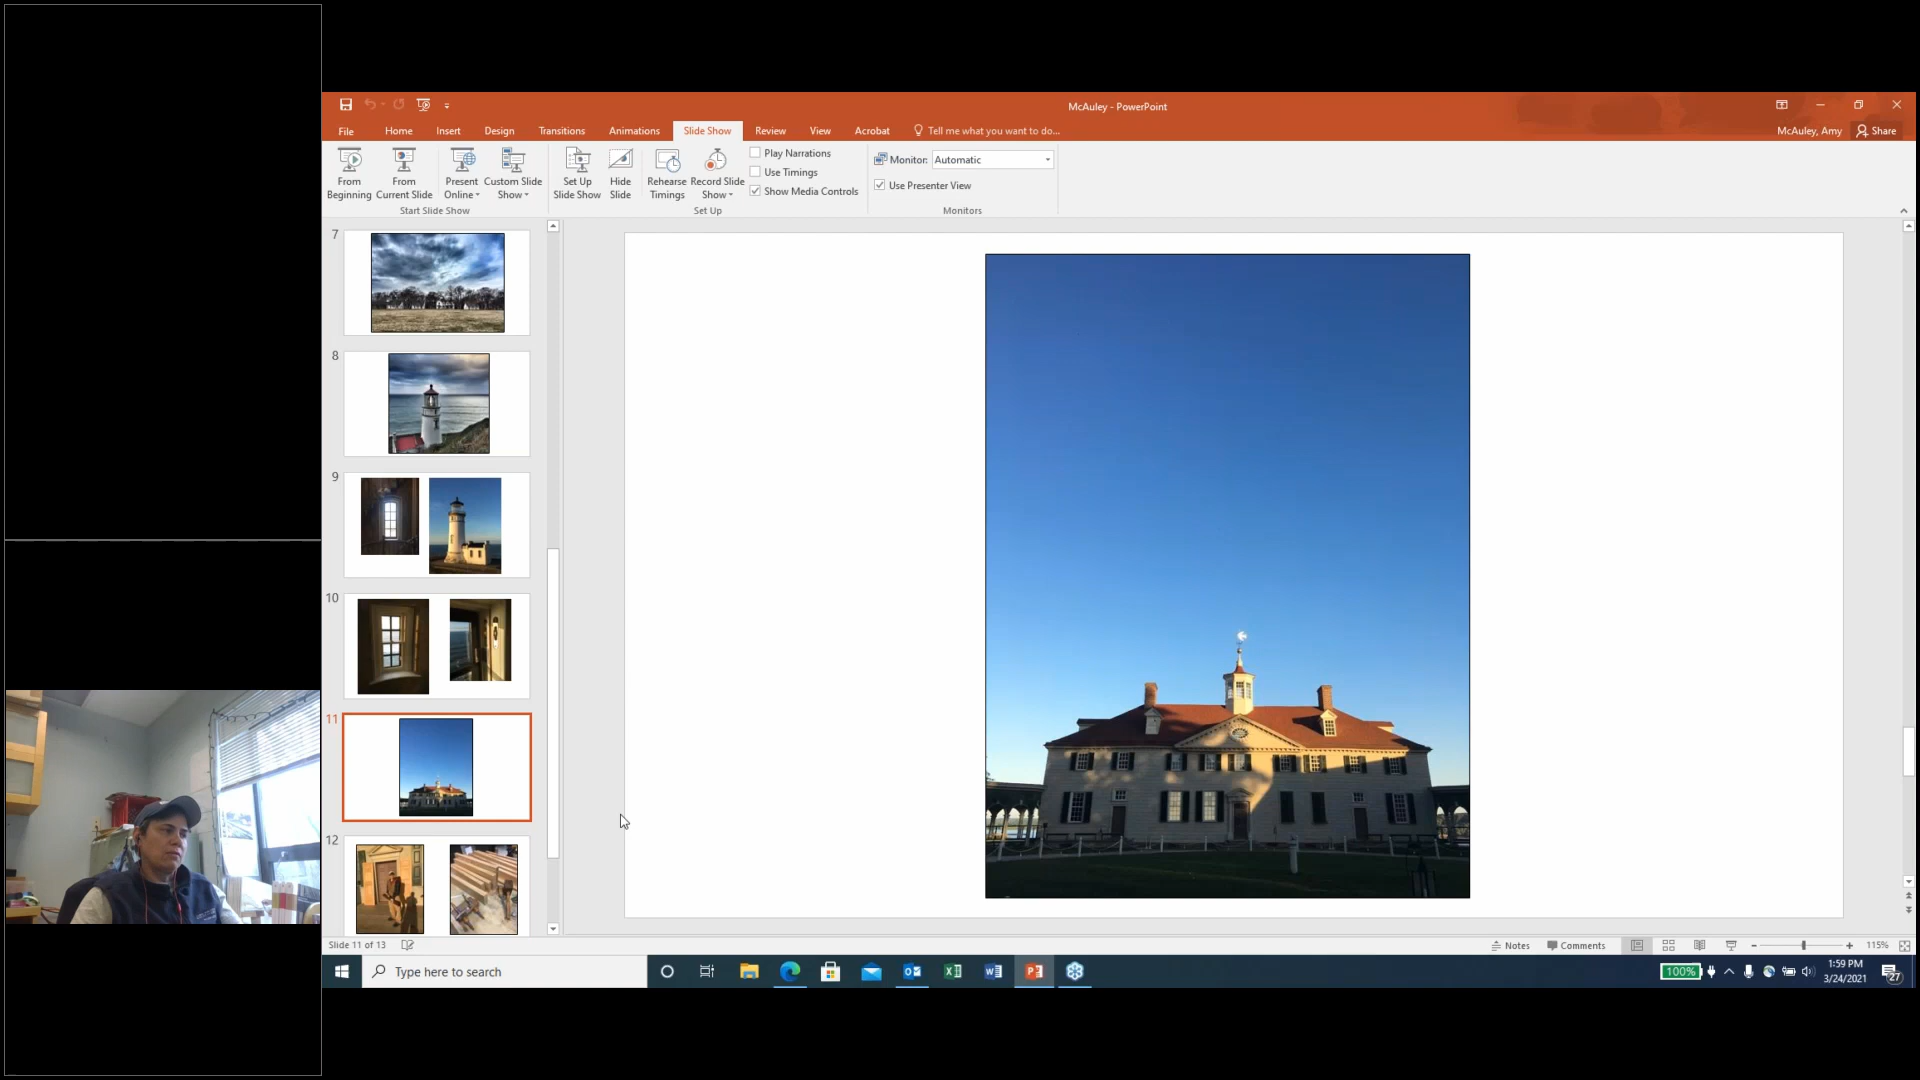 McAuley - PowerPoint
File Home Insert Design Transitions Animations Slide Show Review View Acrobat Tell me what you want to do... McAuley, Amy Share
From Beginning
From Current Slide
Present Online
Custom Slide Show
Set Up Slide Show
Hide Slide
Rehearse Timings
Record Slide Show
Play Narrations
Use Timings
Show Media Controls
Monitor: Automatic
Use Presenter View
Start Slide Show Set Up Monitors
7
8
9
10
11
12
Slide 11 of 13 Notes Comments 115%
Type here to search
100% 1:59 PM
3/24/2021
27